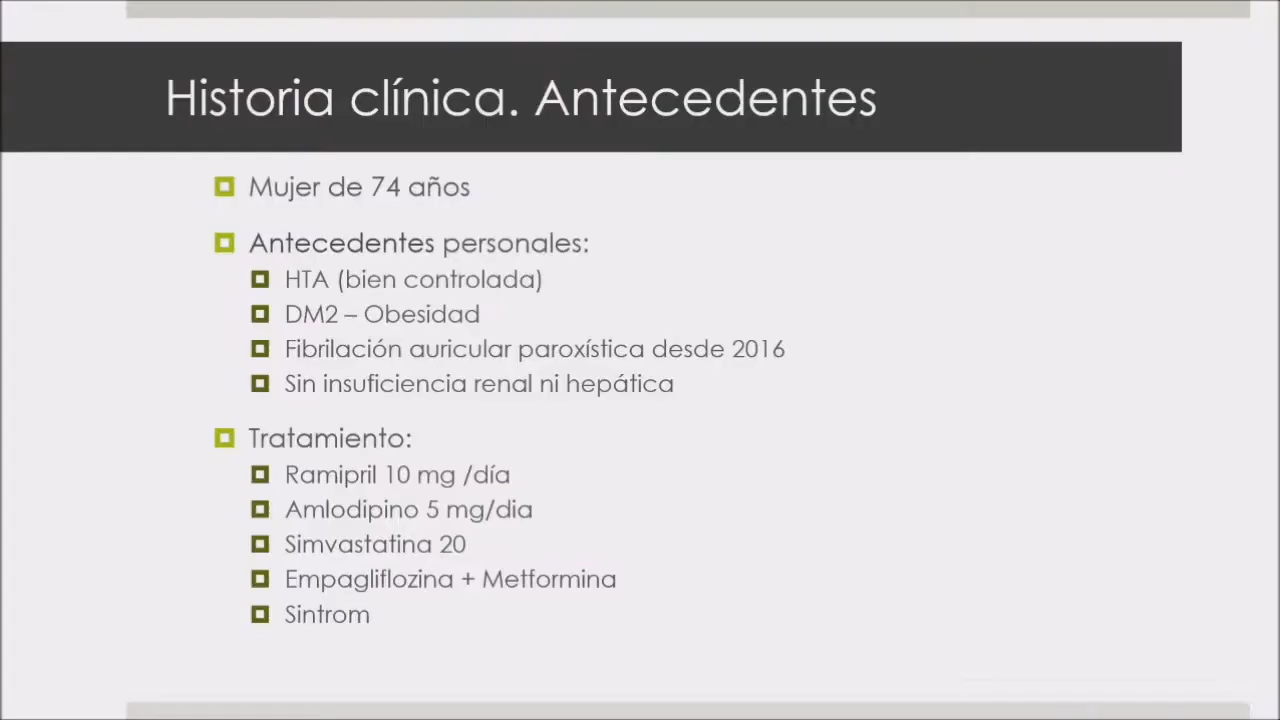 Historia clínica. Antecedentes
Mujer de 74 años
Antecedentes personales:
HTA (bien controlada)
DM2 – Obesidad
Fibrilación auricular paroxística desde 2016
Sin insuficiencia renal ni hepática
Tratamiento:
Ramipril 10 mg /día
Amlodipino 5 mg/dia
Simvastatina 20
Empagliflozina + Metformina
Sintrom